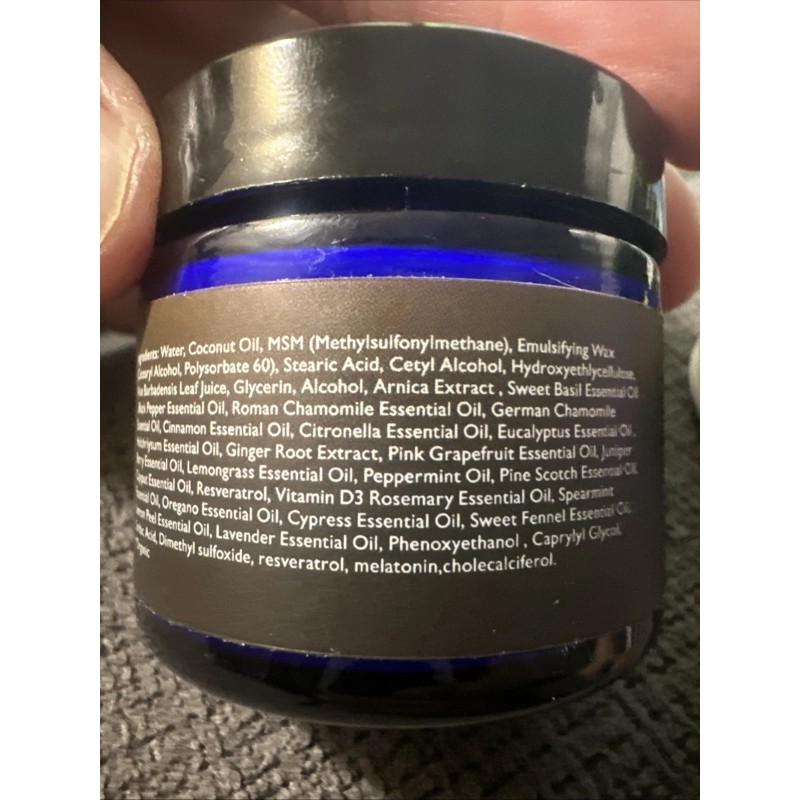 Water, Coconut Oil, MSM (Methylsulfonylmethane), Emulsifying Wax
Alcohol, Polysorbate 60), Stearic Acid, Cetyl Alcohol, Hydroxyethlycellulose,
Barbadensis Leaf Juice, Glycerin, Alcohol, Arnica Extract , Sweet Basil Essential Oil
Pepper Essential Oil, Roman Chamomile Essential Oil, German Chamomile
Oil, Cinnamon Essential Oil, Citronella Essential Oil, Eucalyptus Essential Oil,
Essential Oil, Ginger Root Extract, Pink Grapefruit Essential Oil, Juniper
Essential Oil, Lemongrass Essential Oil, Peppermint Oil, Pine Scotch Essential Oil,
Essential Oil, Resveratrol, Vitamin D3 Rosemary Essential Oil, Spearmint
Oil, Oregano Essential Oil, Cypress Essential Oil, Sweet Fennel Essential Oil,
Peel Essential Oil, Lavender Essential Oil, Phenoxyethanol , Caprylyl Glycol,
Acid, Dimethyl sulfoxide, resveratrol, melatonin,cholecalciferol.